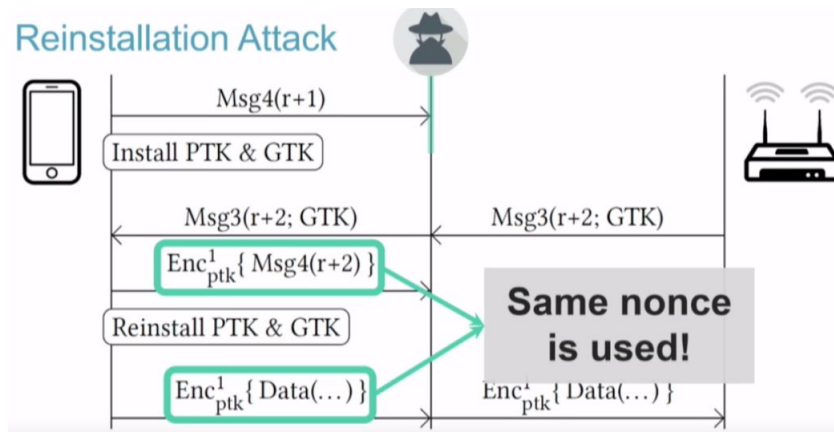 Reinstallation Attack
Msg4(r+1)
Install PTK & GTK
Msg3(r+2; GTK)
Msg3(r+2; GTK)
Enc¹ptk{ Msg4(r+2) }
Same nonce
is used!
Reinstall PTK & GTK
Enc¹ptk{ Data(…) }
Enc¹ptk{ Data(…) }